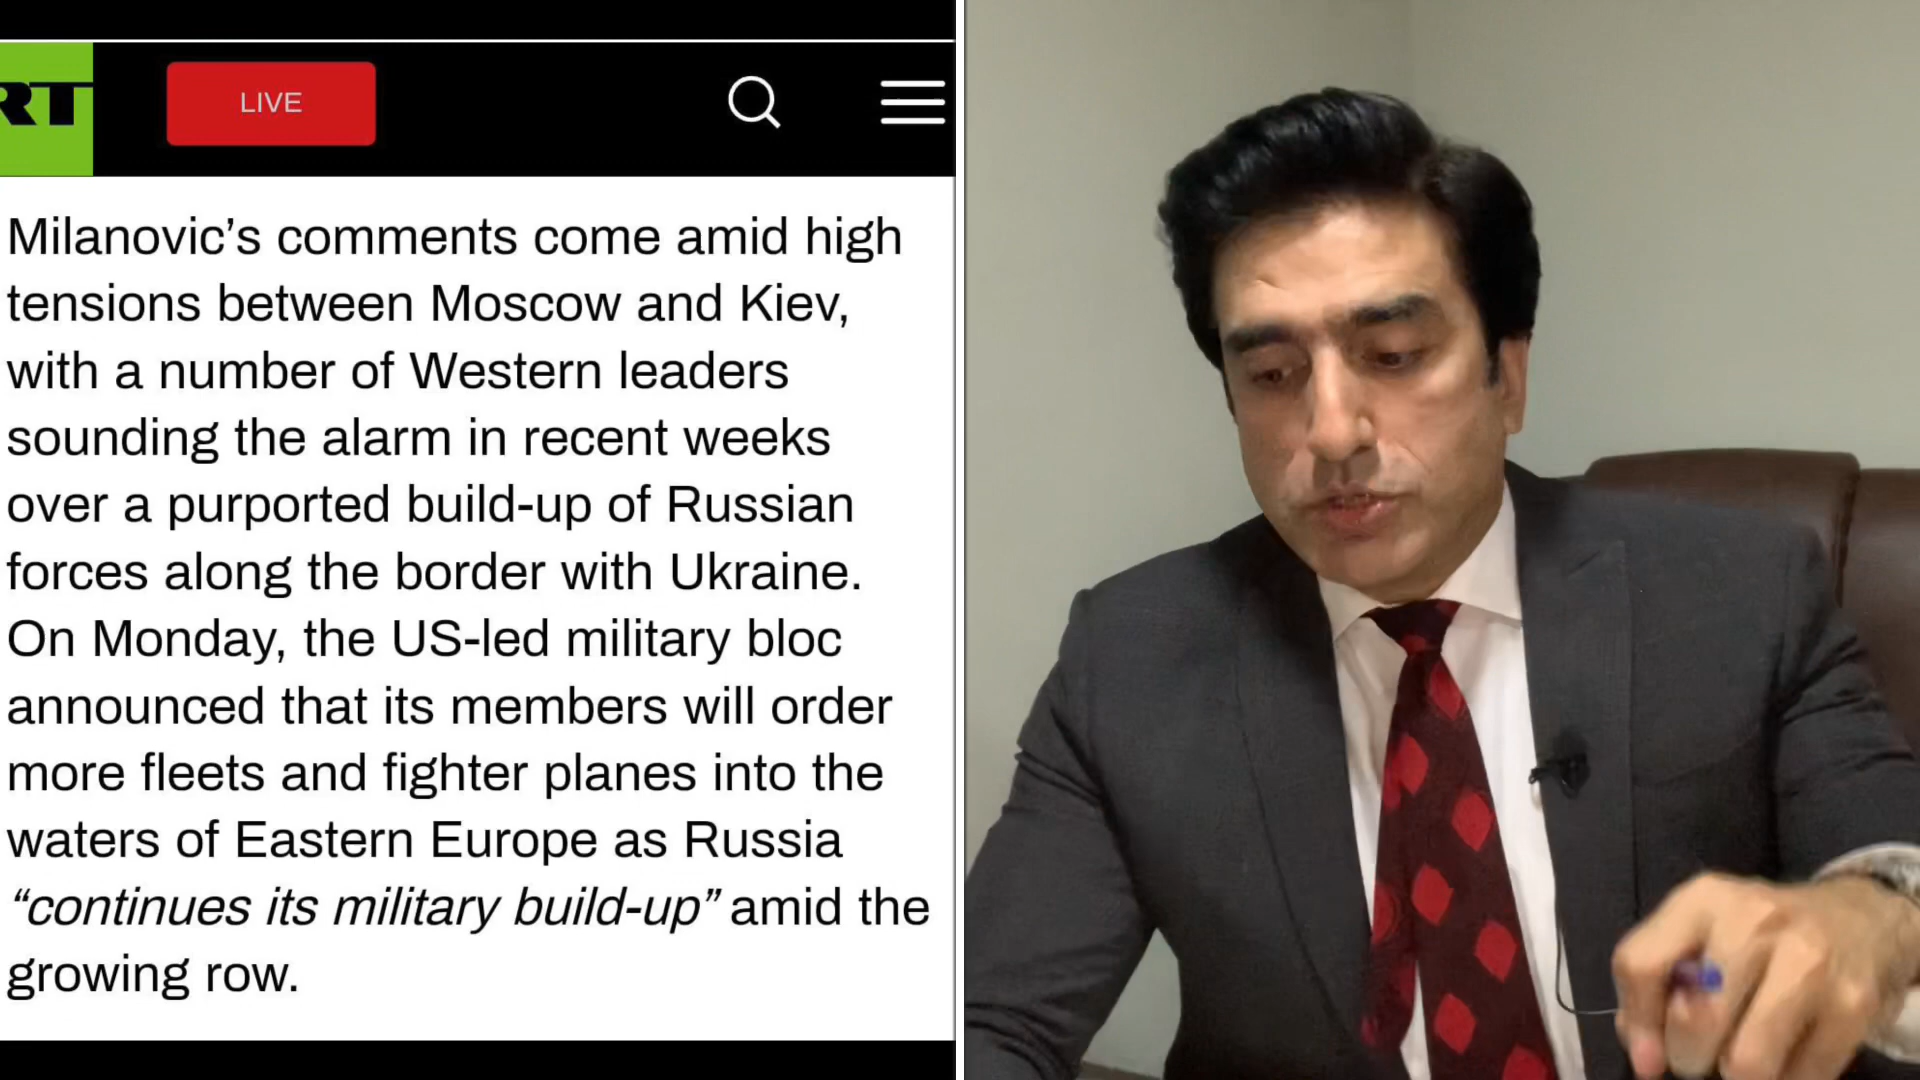 RT
LIVE
Milanovic’s comments come amid high
tensions between Moscow and Kiev,
with a number of Western leaders
sounding the alarm in recent weeks
over a purported build-up of Russian
forces along the border with Ukraine.
On Monday, the US-led military bloc
announced that its members will order
more fleets and fighter planes into the
waters of Eastern Europe as Russia
“continues its military build-up” amid the
growing row.